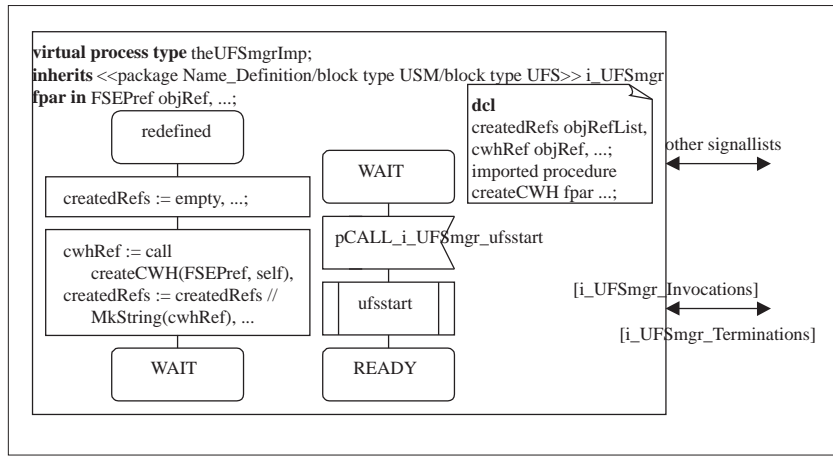 virtual process type theUFSmgrImp;
inherits <<package Name_Definition/block type USM/block type UFS>> i_UFSmgr
fpar in FSEPref objRef, ...;
redefined
createdRefs := empty, ...;
cwhRef := call
createCWH(FSEPref, self),
createdRefs := createdRefs //
MkString(cwhRef), ...
WAIT
WAIT
pCALL_i_UFSmgr_ufsstart
ufsstart
READY
dcl
createdRefs objRefList,
cwhRef objRef, ...;
imported procedure
createCWH fpar ...;
other signallists
[i_UFSmgr_Invocations]
[i_UFSmgr_Terminations]